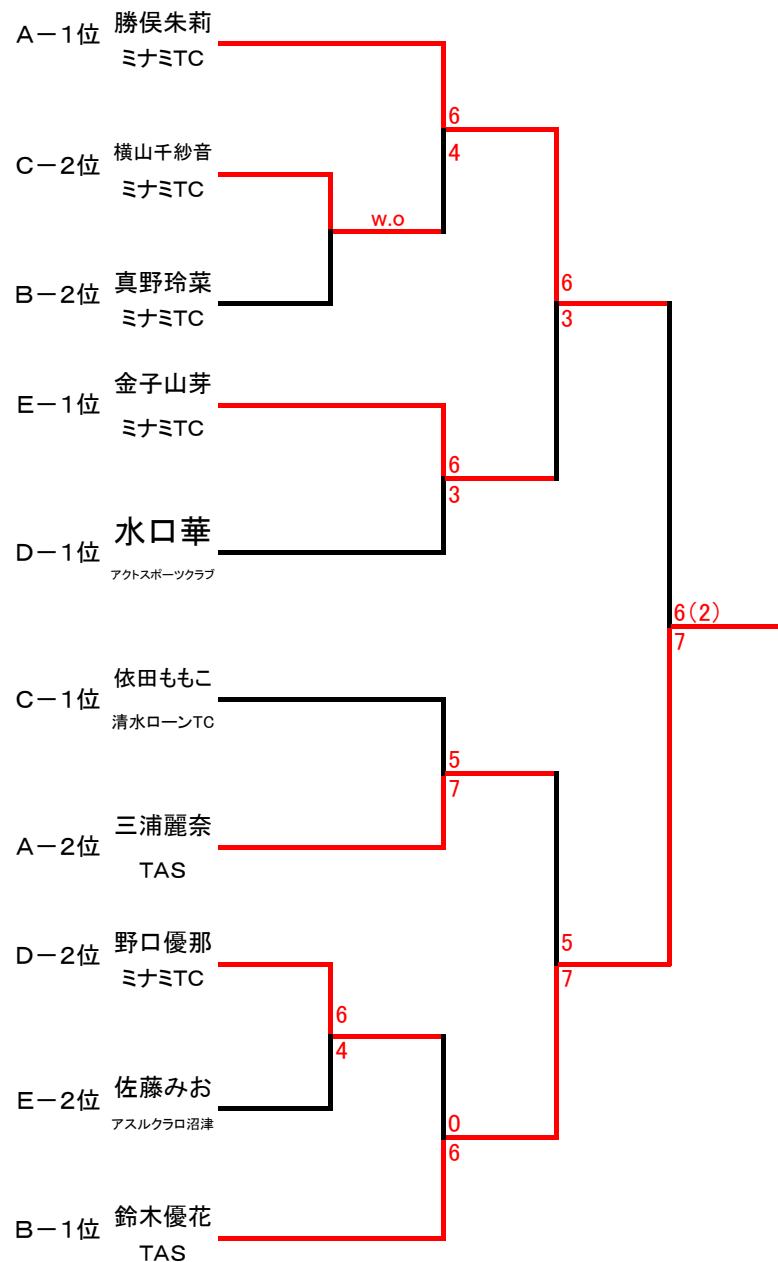 A－1位 勝俣朱莉
ミナミTC
6
4
C－2位 横山千紗音
ミナミTC
w.o
B－2位 真野玲菜
ミナミTC
6
3
E－1位 金子山芽
ミナミTC
6
3
D－1位 水口華
アクトスポーツクラブ
6(2)
7
C－1位 依田ももこ
清水ローンTC
5
7
A－2位 三浦麗奈
TAS
D－2位 野口優那
ミナミTC
5
7
6
4
E－2位 佐藤みお
アスルクラロ沼津
0
6
B－1位 鈴木優花
TAS